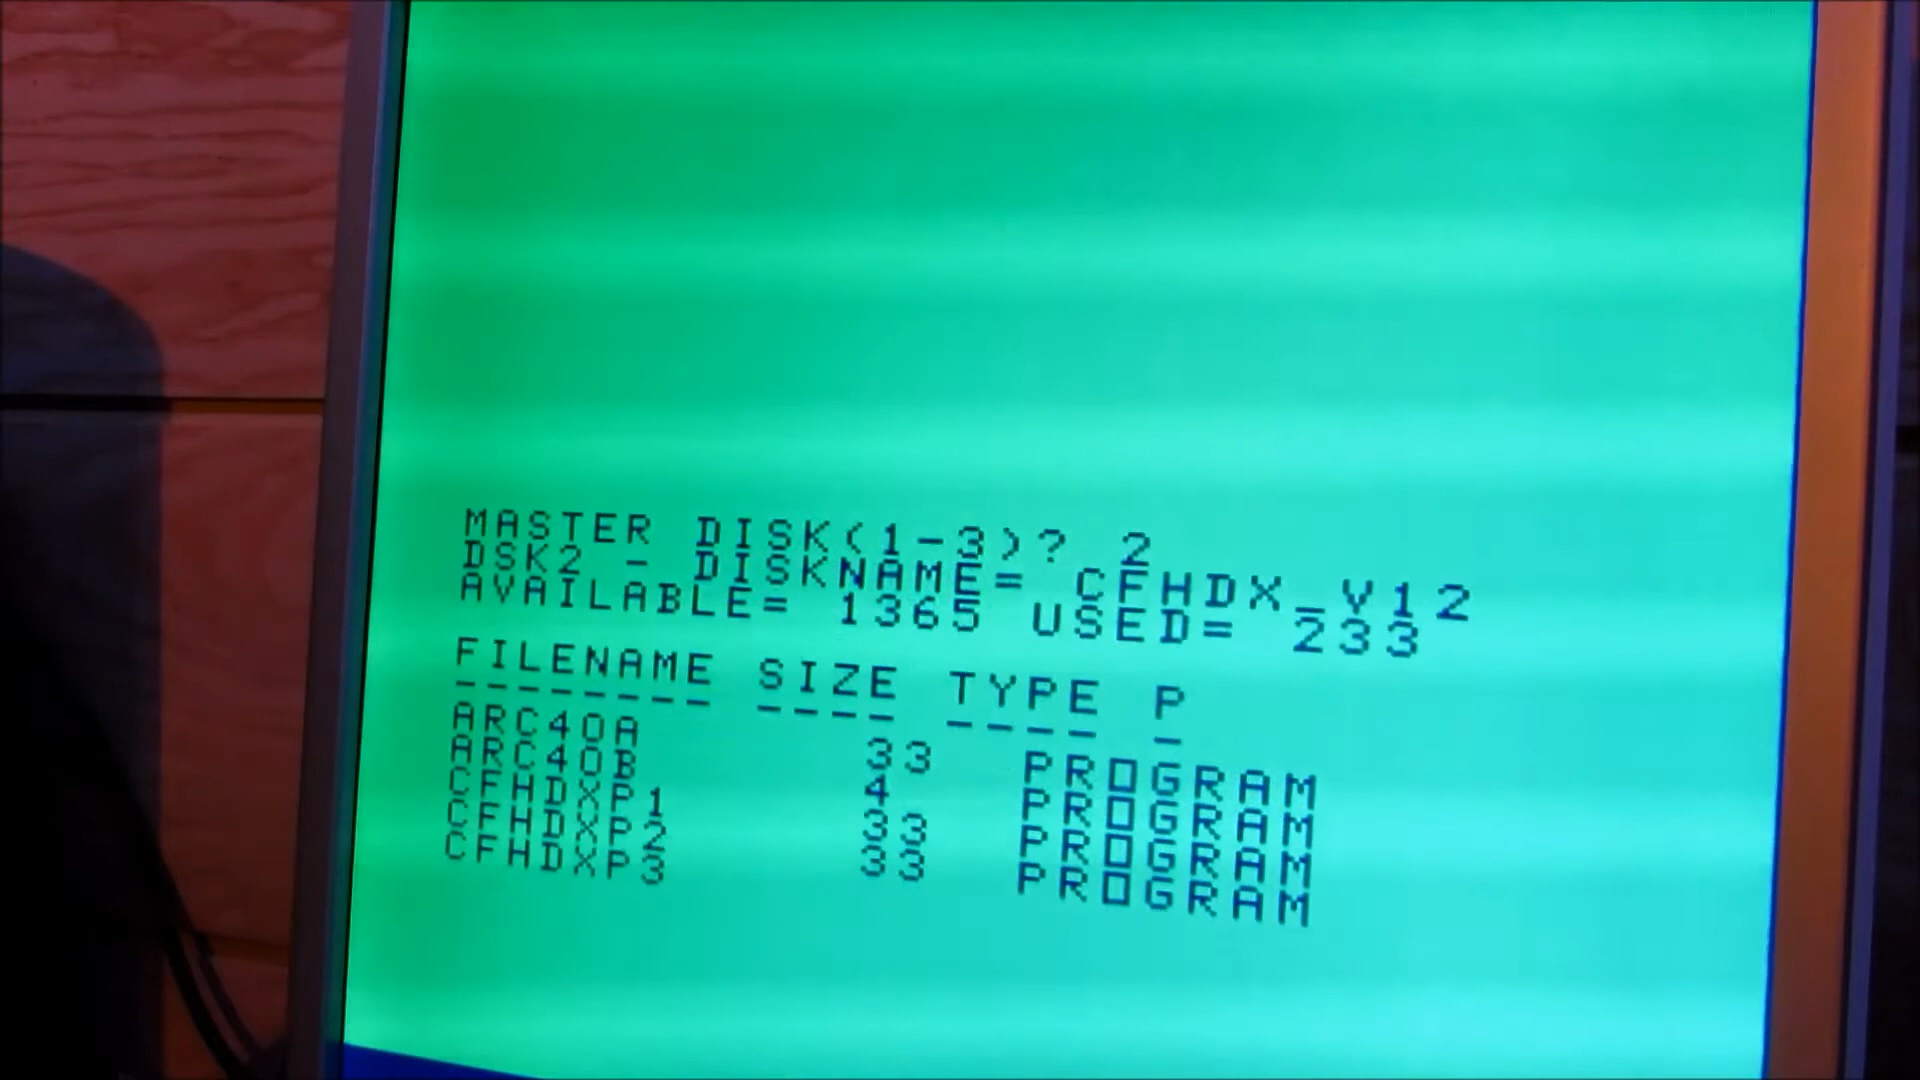 MASTER DISK(1-3)? 2
DSK2 - DISKNAME= CFHDX_V12
AVAILABLE= 1365 USED= 233
FILENAME SIZE TYPE P
-------- ---- ---- -
ARC40A 33 PROGRAM
ARC40B 4 PROGRAM
CFHDXP1 33 PROGRAM
CFHDXP2 33 PROGRAM
CFHDXP3